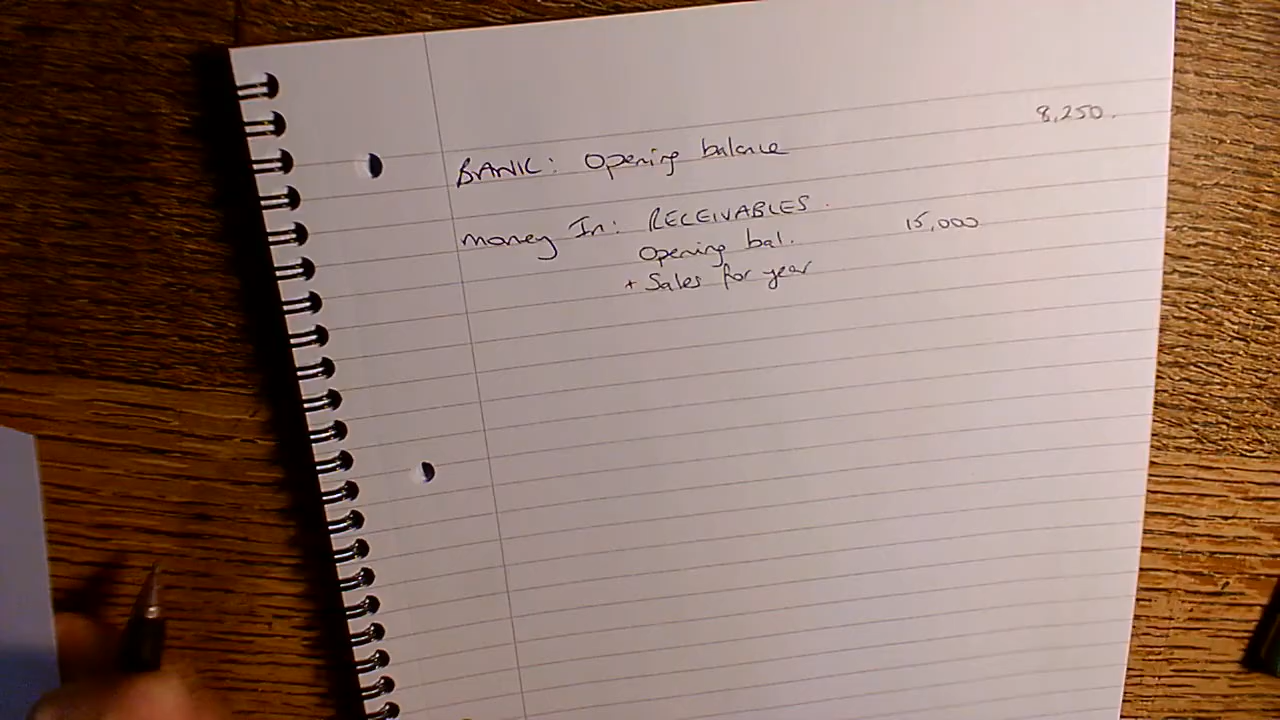 BANK: Opening balance 8,250.
Money In: RECEIVABLES.
Opening bal. 15,000
+ Sales for year